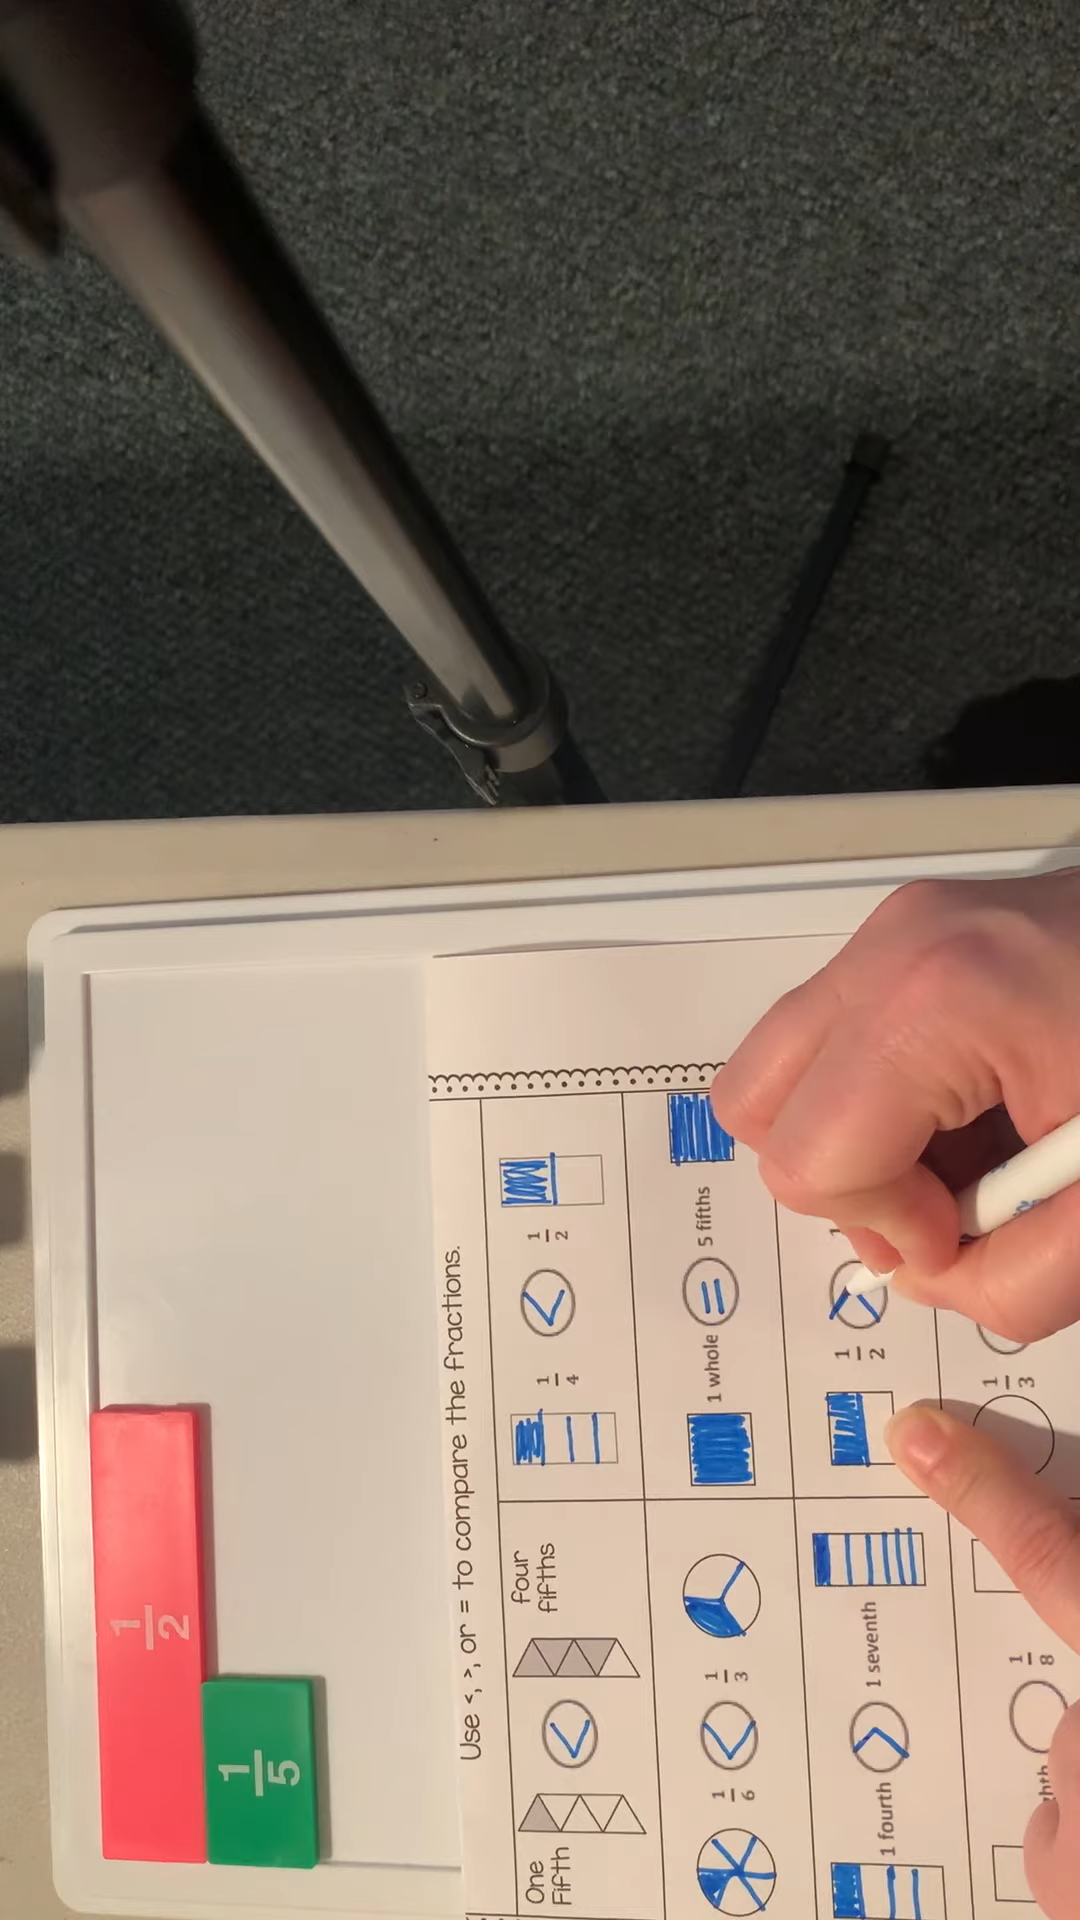 1/2
1/5
Use <, >, or = to compare the fractions.
One Fifth < four fifths
1/4 < 1/2
1/6 < 1/3
1 whole = 5 fifths
1 fourth > 1 seventh
1/2 >
1/8
1/3